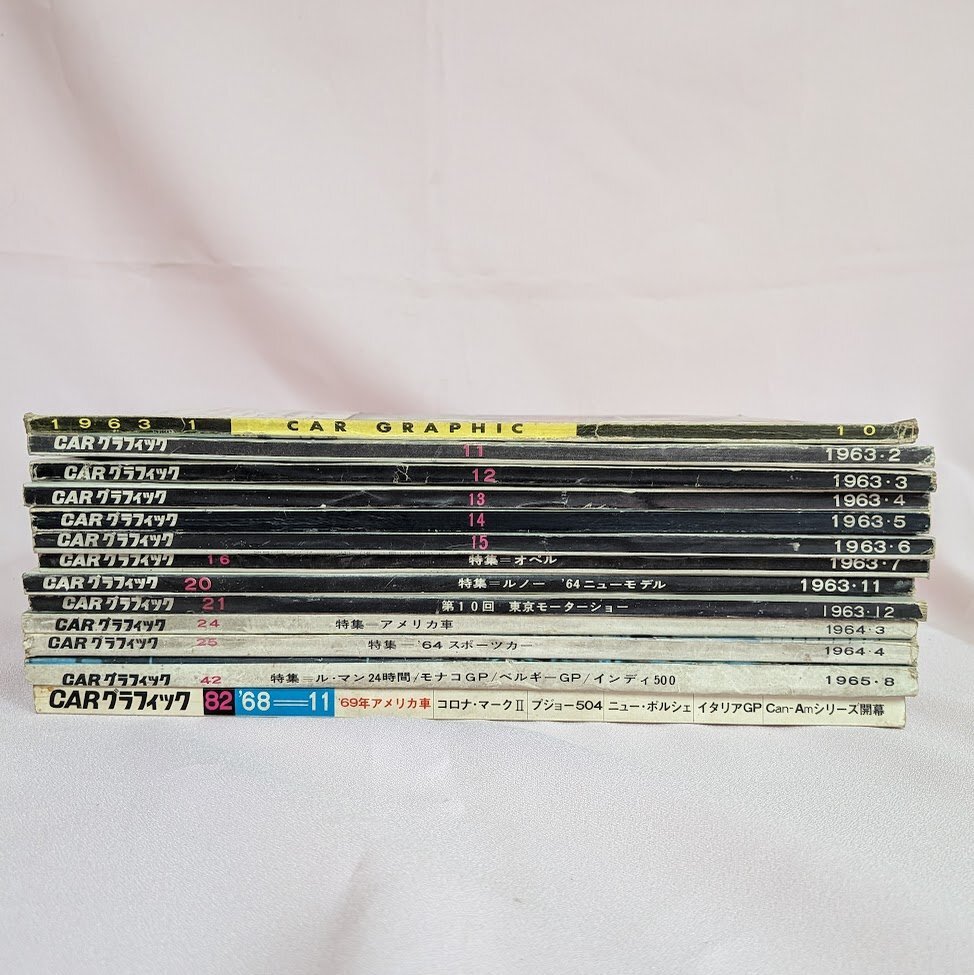 1963 1 CAR GRAPHIC 10
CARグラフィック 11 1963・2
CARグラフィック 12 1963・3
CARグラフィック 13 1963・4
CARグラフィック 14 1963・5
CARグラフィック 15 1963・6
CARグラフィック 16 特集=オペル 1963・7
CARグラフィック 20 特集=ルノー '64ニューモデル 1963・11
CARグラフィック 21 第10回 東京モーターショー 1963・12
CARグラフィック 24 特集=アメリカ車 1964・3
CARグラフィック 25 特集='64スポーツカー 1964・4
CARグラフィック 42 特集=ル・マン24時間/モナコGP/ベルギーGP/インディ500 1965・8
CARグラフィック 82 '68=11 '69年アメリカ車 コロナ・マークII プジョー504 ニュー・ポルシェ イタリアGP Can-Amシリーズ開幕